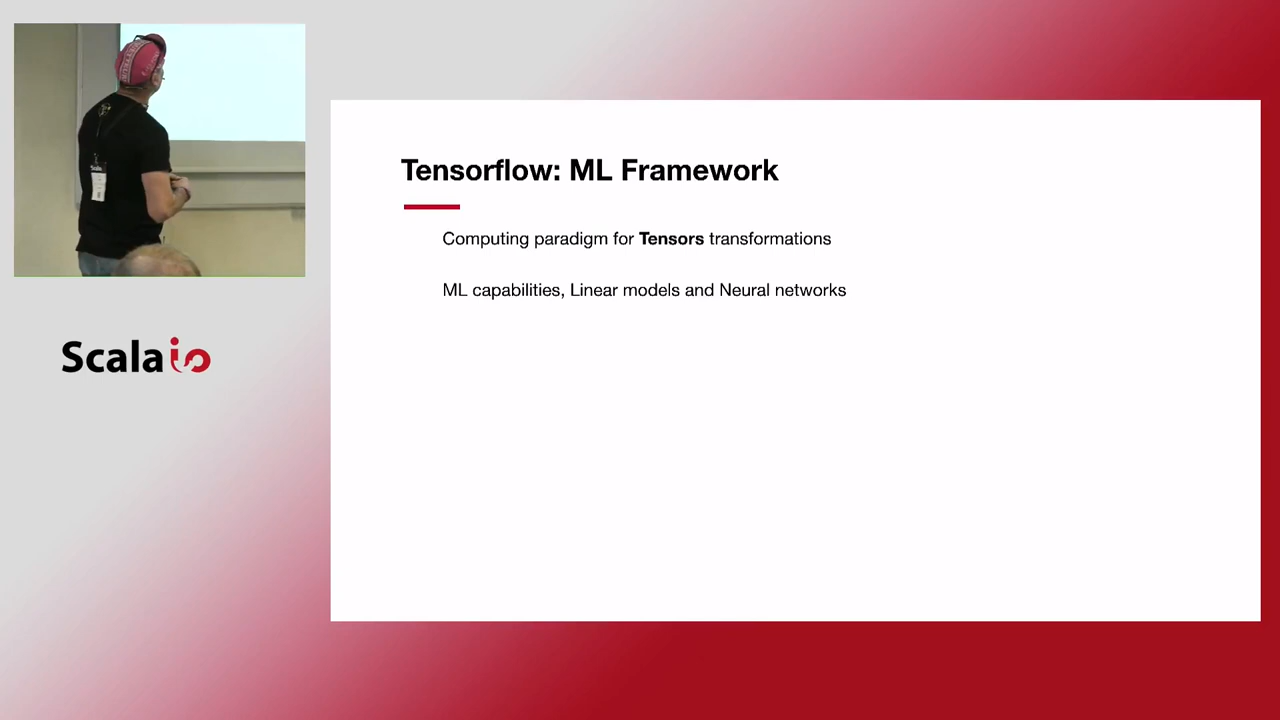 Tensorflow: ML Framework
Computing paradigm for Tensors transformations
ML capabilities, Linear models and Neural networks
Scala io